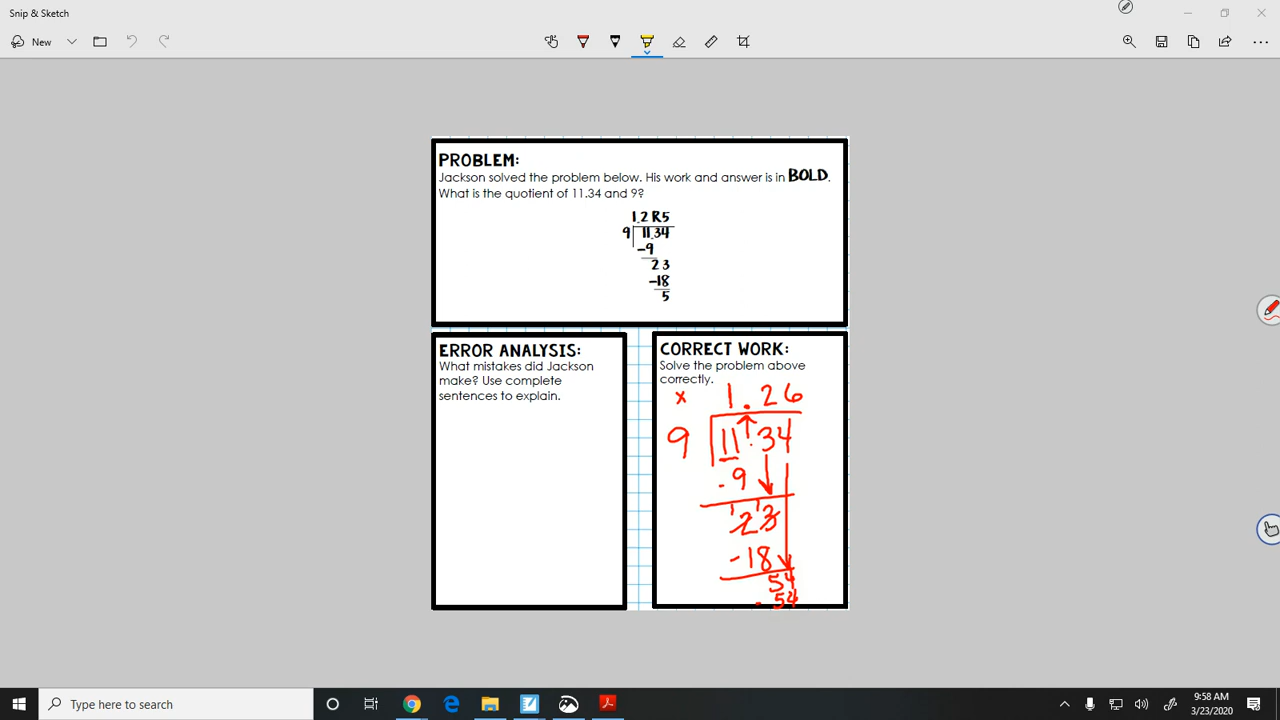 Snip & Sketch
New
PROBLEM:
Jackson solved the problem below. His work and answer is in BOLD.
What is the quotient of 11.34 and 9?
1.2 R5
9 11.34
-9
23
-18
5
ERROR ANALYSIS:
What mistakes did Jackson
make? Use complete
sentences to explain.
CORRECT WORK:
Solve the problem above
correctly.
x 1.26
9 11.34
-9
1 1
23
-18
54
- 54
Type here to search
9:58 AM
3/23/2020